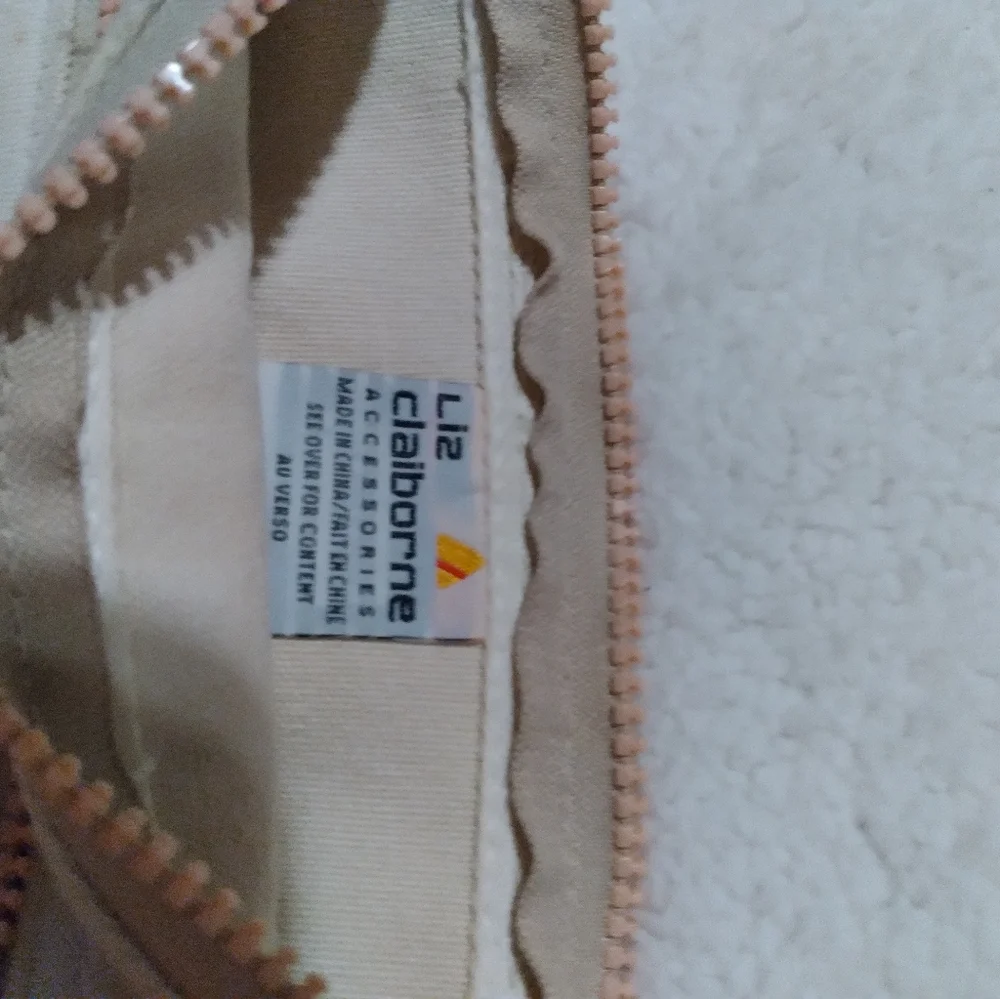 Liz
claiborne
ACCESSORIES
MADE IN CHINA/FAIT EN CHINE
SEE OVER FOR CONTENT
AU VERSO